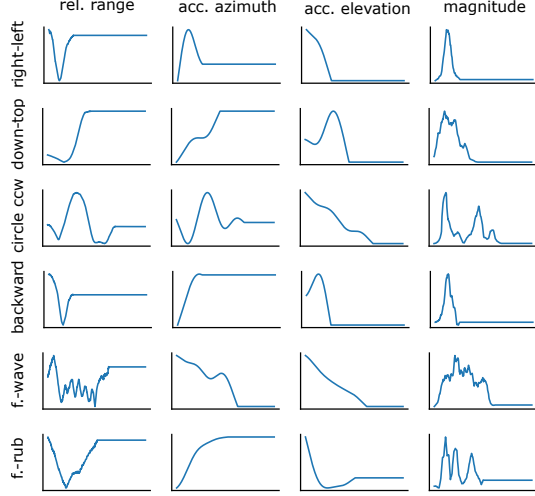 rel. range acc. azimuth acc. elevation magnitude
right-left
down-top
circle ccw
backward
f.-wave
f.-rub